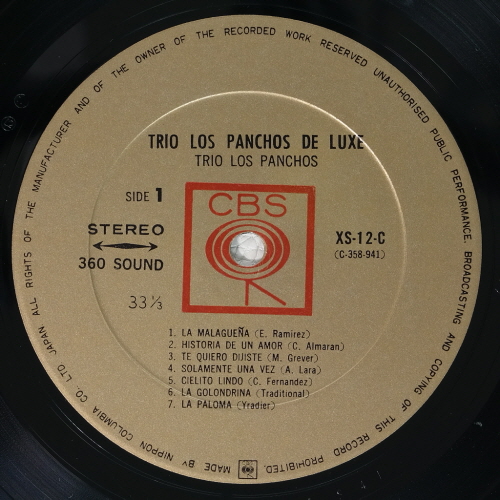 ALL RIGHTS OF THE MANUFACTURER AND OF THE OWNER OF THE RECORDED WORK RESERVED UNAUTHORISED PUBLIC PERFORMANCE, BROADCASTING AND COPYING OF THIS RECORD PROHIBITED.
TRIO LOS PANCHOS DE LUXE
TRIO LOS PANCHOS
SIDE 1
CBS
STEREO
360 SOUND
XS-12-C
(C-358-941)
33 1/3
1. LA MALAGUEÑA (E. Ramirez)
2. HISTORIA DE UN AMOR (C. Almaran)
3. TE QUIERO DIJISTE (M. Grever)
4. SOLAMENTE UNA VEZ (A. Lara)
5. CIELITO LINDO (C. Fernandez)
6. LA GOLONDRINA (Traditional)
7. LA PALOMA (Yradier)
MADE BY NIPPON COLUMBIA CO. LTD JAPAN